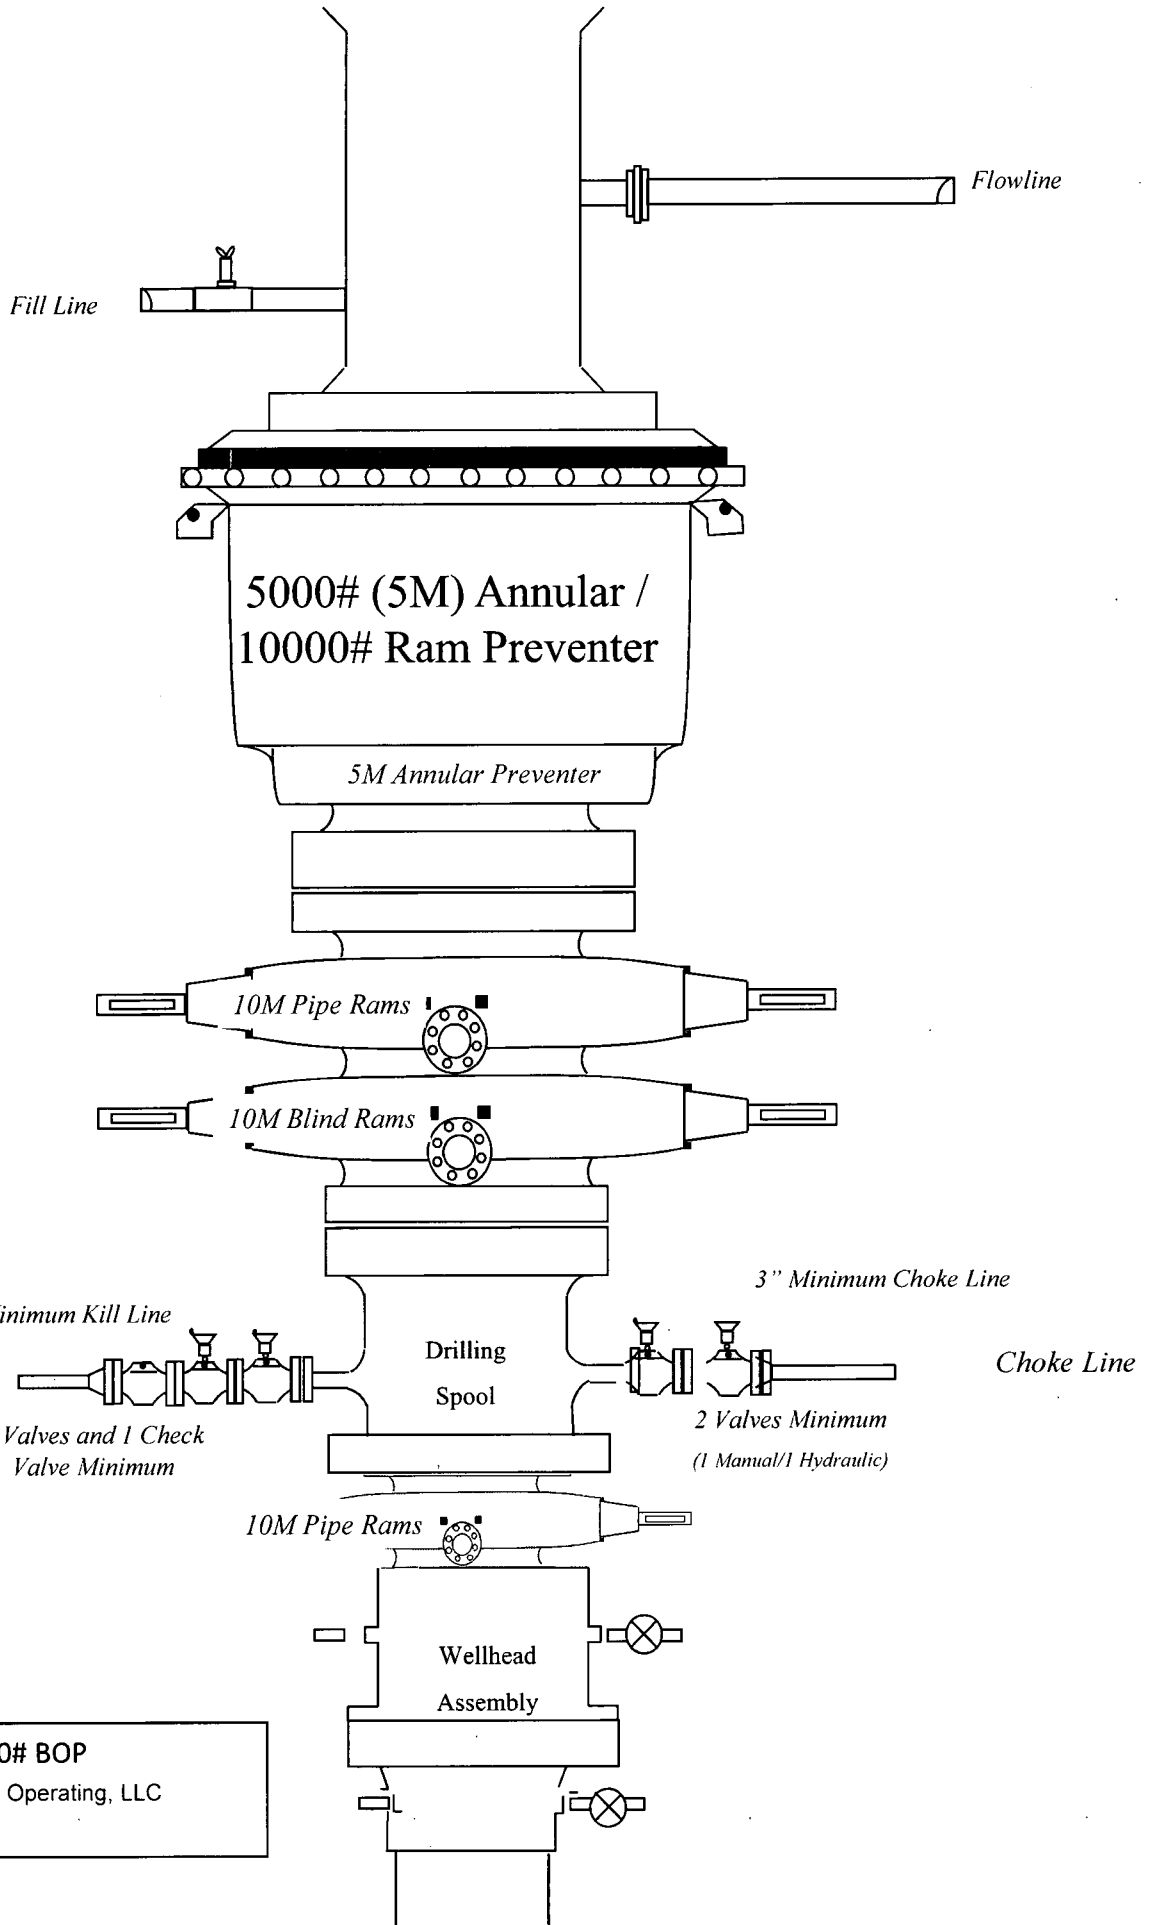 Flowline
Fill Line
5000# (5M) Annular /
10000# Ram Preventer
5M Annular Preventer
10M Pipe Rams
10M Blind Rams
3" Minimum Choke Line
Kill Line
Drilling
Spool
Choke Line
Valves and 1 Check
Valve Minimum
2 Valves Minimum
(1 Manual/1 Hydraulic)
10M Pipe Rams
Wellhead
Assembly
0# BOP
Operating, LLC